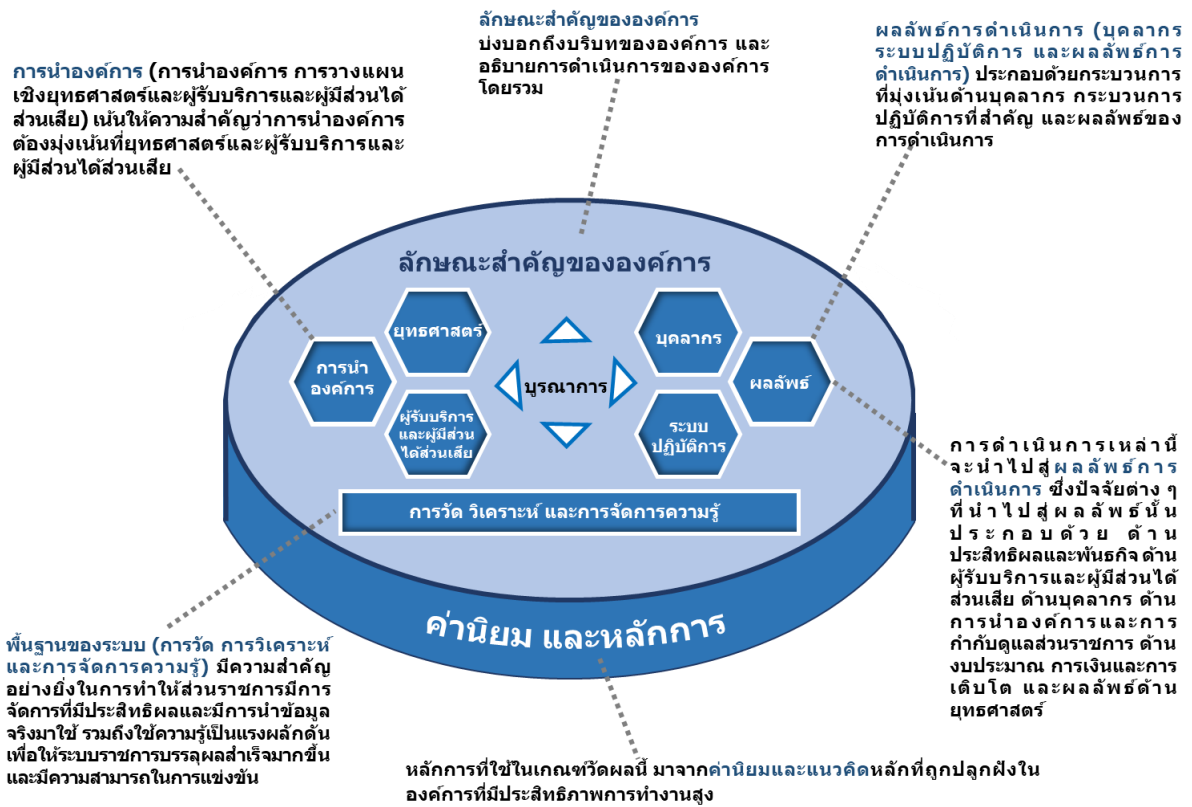 ลักษณะสำคัญขององค์การ
บ่งบอกถึงบริบทขององค์การ และ
อธิบายการดำเนินการขององค์การ
โดยรวม
ผลลัพธ์การดำเนินการ (บุคลากร
ระบบปฏิบัติการ และผลลัพธ์การ
ดำเนินการ) ประกอบด้วยกระบวนการ
ที่มุ่งเน้นด้านบุคลากร กระบวนการ
ปฏิบัติการที่สำคัญ และผลลัพธ์ของ
การดำเนินการ
การนำองค์การ (การนำองค์การ การวางแผน
เชิงยุทธศาสตร์และผู้รับบริการและผู้มีส่วนได้
ส่วนเสีย) เน้นให้ความสำคัญว่าการนำองค์การ
ต้องมุ่งเน้นที่ยุทธศาสตร์และผู้รับบริการและ
ผู้มีส่วนได้ส่วนเสีย
ลักษณะสำคัญขององค์การ
ยุทธศาสตร์
บุคลากร
การนำ
องค์การ
บูรณาการ
ผลลัพธ์
ผู้รับบริการ
และผู้มีส่วน
ได้ส่วนเสีย
ระบบ
ปฏิบัติการ
การวัด วิเคราะห์ และการจัดการความรู้
ค่านิยม และหลักการ
การดำเนินการเหล่านี้
จะนำไปสู่ผลลัพธ์การ
ดำเนินการ ซึ่งปัจจัยต่าง ๆ
ที่นำไปสู่ผลลัพธ์นั้น
ประกอบด้วย ด้าน
ประสิทธิผลและพันธกิจ ด้าน
ผู้รับบริการและผู้มีส่วนได้
ส่วนเสีย ด้านบุคลากร ด้าน
การนำองค์การและการ
กำกับดูแลส่วนราชการ ด้าน
งบประมาณ การเงินและการ
เติบโต และผลลัพธ์ด้าน
ยุทธศาสตร์
พื้นฐานของระบบ (การวัด การวิเคราะห์
และการจัดการความรู้) มีความสำคัญ
อย่างยิ่งในการทำให้ส่วนราชการมีการ
จัดการที่มีประสิทธิผลและมีการนำข้อมูล
จริงมาใช้ รวมถึงใช้ความรู้เป็นแรงผลักดัน
เพื่อให้ระบบราชการบรรลุผลสำเร็จมากขึ้น
และมีความสามารถในการแข่งขัน
หลักการที่ใช้ในเกณฑ์วัดผลนี้ มาจากค่านิยมและแนวคิดหลักที่ถูกปลูกฝังใน
องค์การที่มีประสิทธิภาพการทำงานสูง